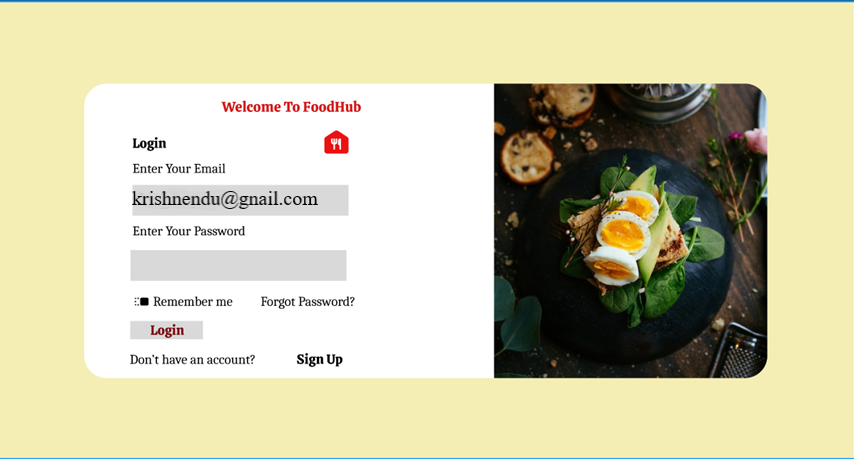 Welcome To FoodHub
Login
Enter Your Email
krishnendu@gnail.com
Enter Your Password
Remember me Forgot Password?
Login
Don't have an account? Sign Up